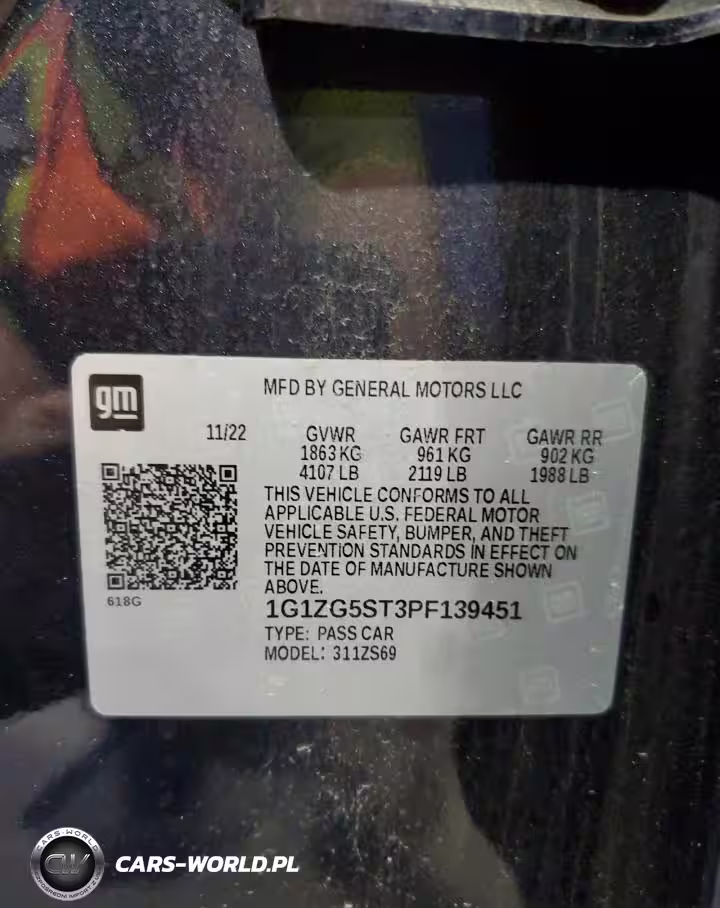 gm
MFD BY GENERAL MOTORS LLC
11/22 GVWR GAWR FRT GAWR RR
1863 KG 961 KG 902 KG
4107 LB 2119 LB 1988 LB
THIS VEHICLE CONFORMS TO ALL
APPLICABLE U.S. FEDERAL MOTOR
VEHICLE SAFETY, BUMPER, AND THEFT
PREVENTION STANDARDS IN EFFECT ON
THE DATE OF MANUFACTURE SHOWN
ABOVE.
618G
1G1ZG5ST3PF139451
TYPE: PASS CAR
MODEL: 311ZS69
CARS-WORLD
CW
CARS-WORLD.PL